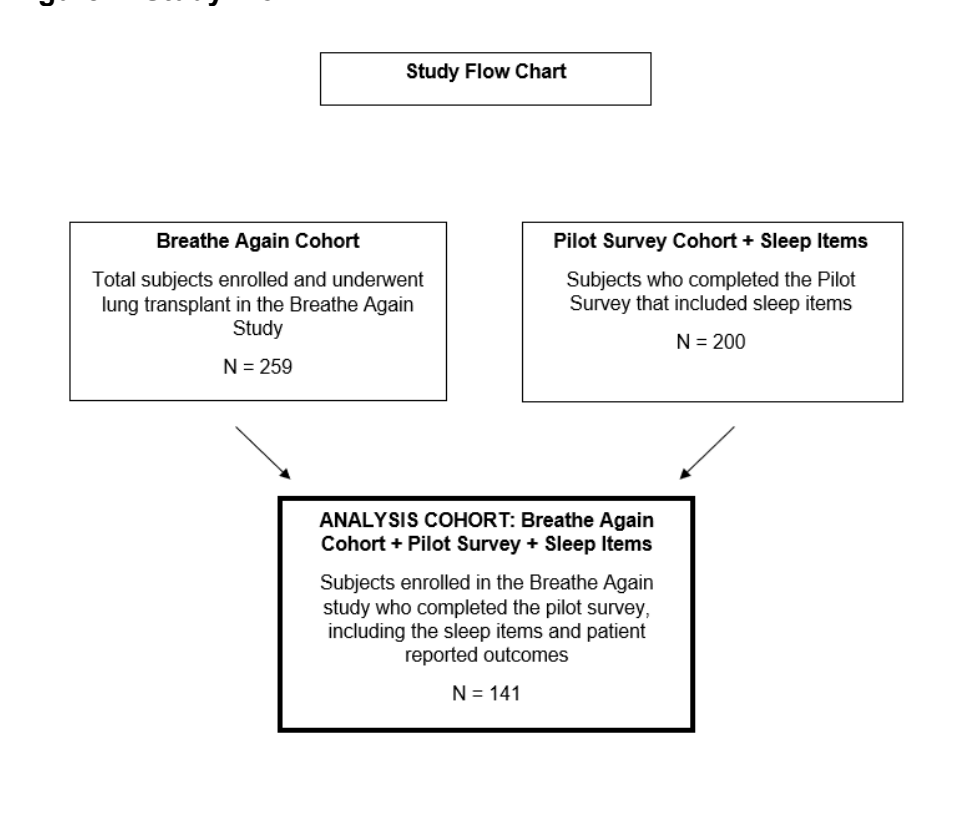 Study Flow Chart
Breathe Again Cohort
Total subjects enrolled and underwent
lung transplant in the Breathe Again
Study
N = 259
Pilot Survey Cohort + Sleep Items
Subjects who completed the Pilot
Survey that included sleep items
N = 200
ANALYSIS COHORT: Breathe Again
Cohort + Pilot Survey + Sleep Items
Subjects enrolled in the Breathe Again
study who completed the pilot survey,
including the sleep items and patient
reported outcomes
N = 141